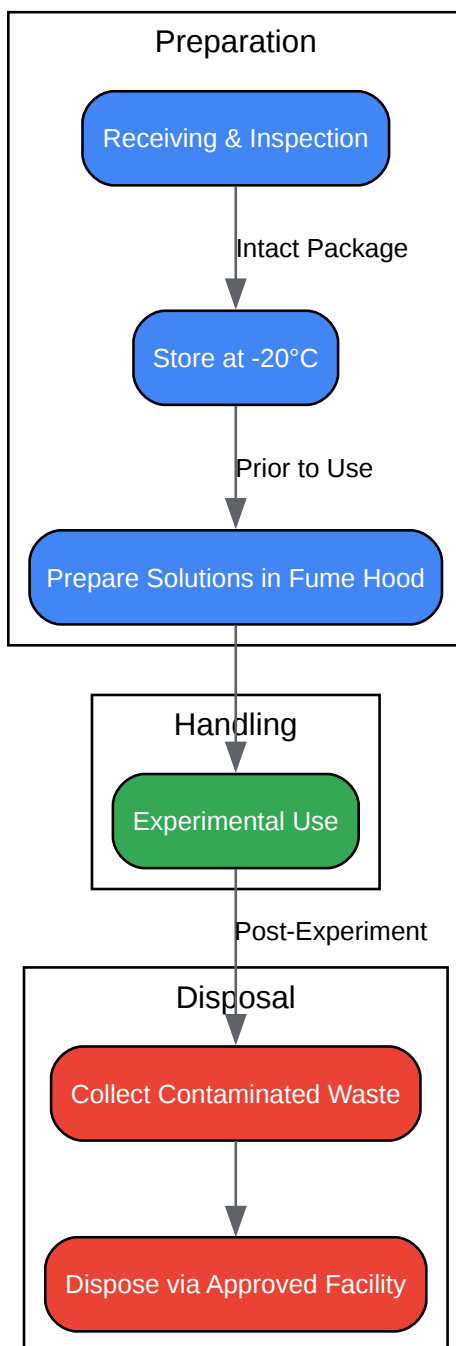 Preparation
Receiving & Inspection
Intact Package
Store at -20°C
Prior to Use
Prepare Solutions in Fume Hood
Handling
Experimental Use
Post-Experiment
Disposal
Collect Contaminated Waste
Dispose via Approved Facility